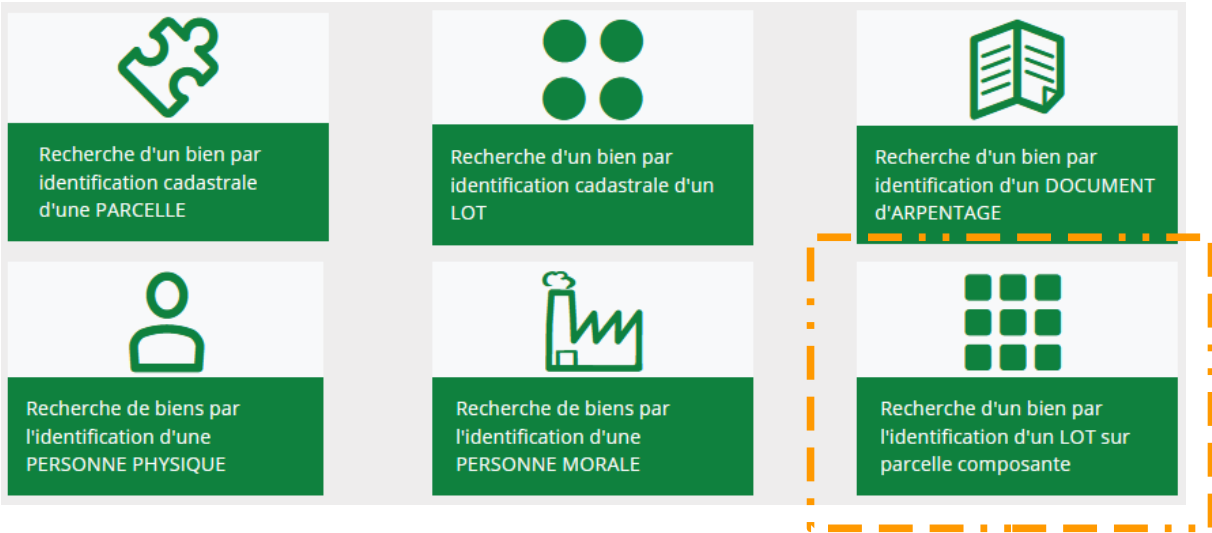 Recherche d'un bien par
identification cadastrale
d'une PARCELLE
Recherche d'un bien par
identification cadastrale d'un
LOT
Recherche d'un bien par
identification d'un DOCUMENT
d'ARPENTAGE
Recherche de biens par
l'identification d'une
PERSONNE PHYSIQUE
Recherche de biens par
l'identification d'une
PERSONNE MORALE
Recherche d'un bien par
l'identification d'un LOT sur
parcelle composante